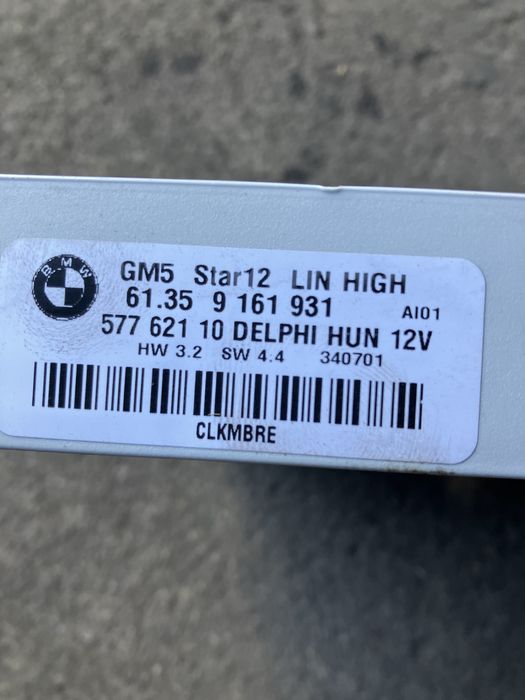 BMW
GM5 Star12 LIN HIGH
61.35 9 161 931 AI01
577 621 10 DELPHI HUN 12V
HW 3.2 SW 4.4 340701
CLKMBRE